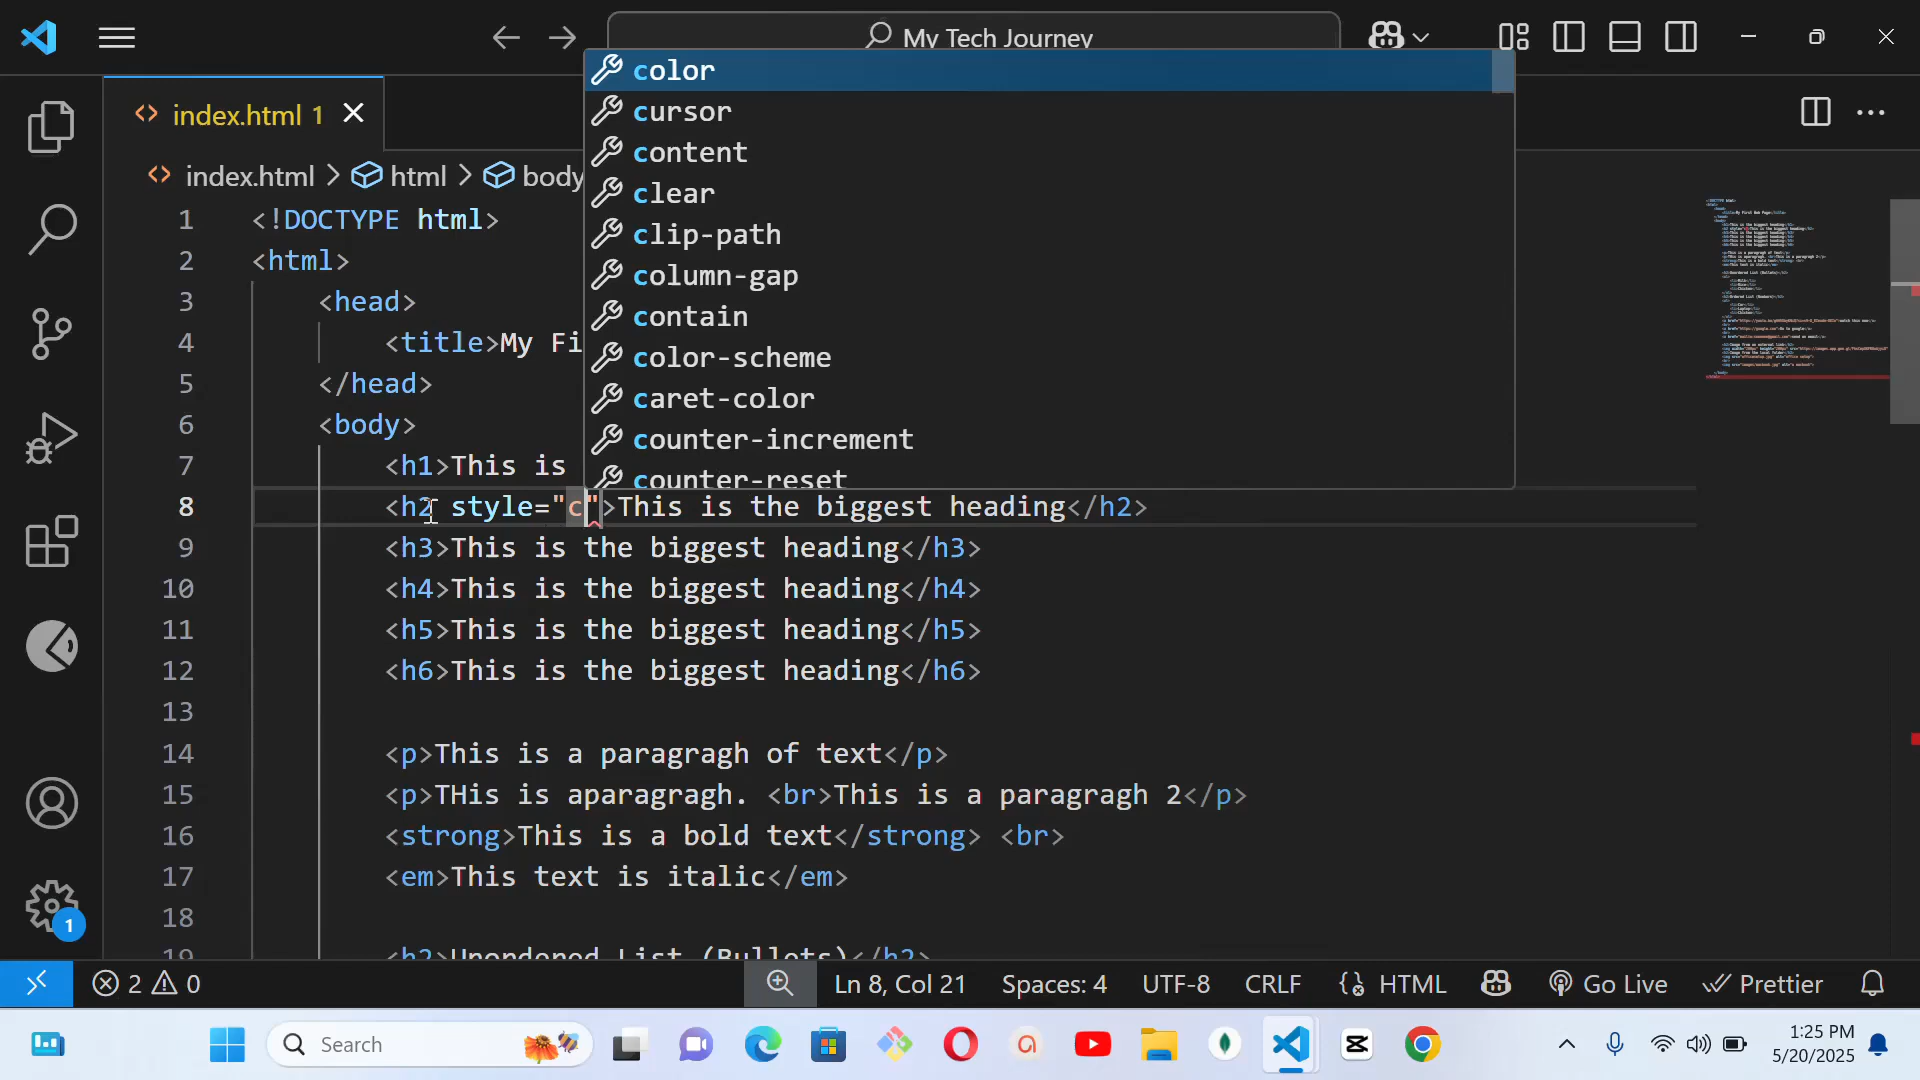 My Tech Journey
index.html 1
index.html > html > body
color
cursor
content
clear
clip-path
column-gap
contain
color-scheme
caret-color
counter-increment
counter-reset
1 <!DOCTYPE html>
2 <html>
3 <head>
4 <title>My Fi
5 </head>
6 <body>
7 <h1>This is
8 <h2 style="c">This is the biggest heading</h2>
9 <h3>This is the biggest heading</h3>
10 <h4>This is the biggest heading</h4>
11 <h5>This is the biggest heading</h5>
12 <h6>This is the biggest heading</h6>
13
14 <p>This is a paragragh of text</p>
15 <p>THis is aparagragh. <br>This is a paragragh 2</p>
16 <strong>This is a bold text</strong> <br>
17 <em>This text is italic</em>
18
19 <h2>Unordered List (Bullets)</h2>
1
2 0 Ln 8, Col 21 Spaces: 4 UTF-8 CRLF HTML Go Live Prettier
Search
1:25 PM
5/20/2025